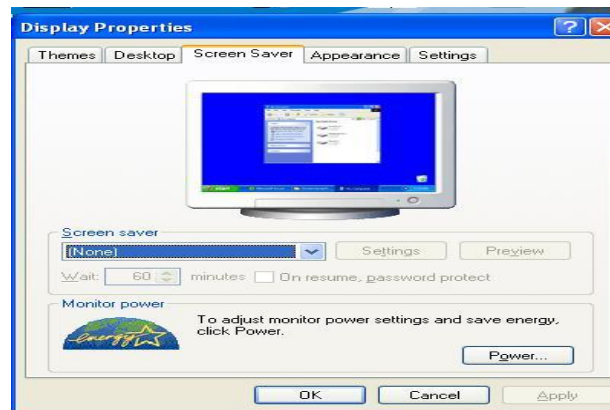 Display Properties
Themes Desktop Screen Saver Appearance Settings
Screen saver
(None) Settings Preview
Wait: 60 minutes On resume, password protect
Monitor power
energy
To adjust monitor power settings and save energy,
click Power.
Power...
OK Cancel Apply